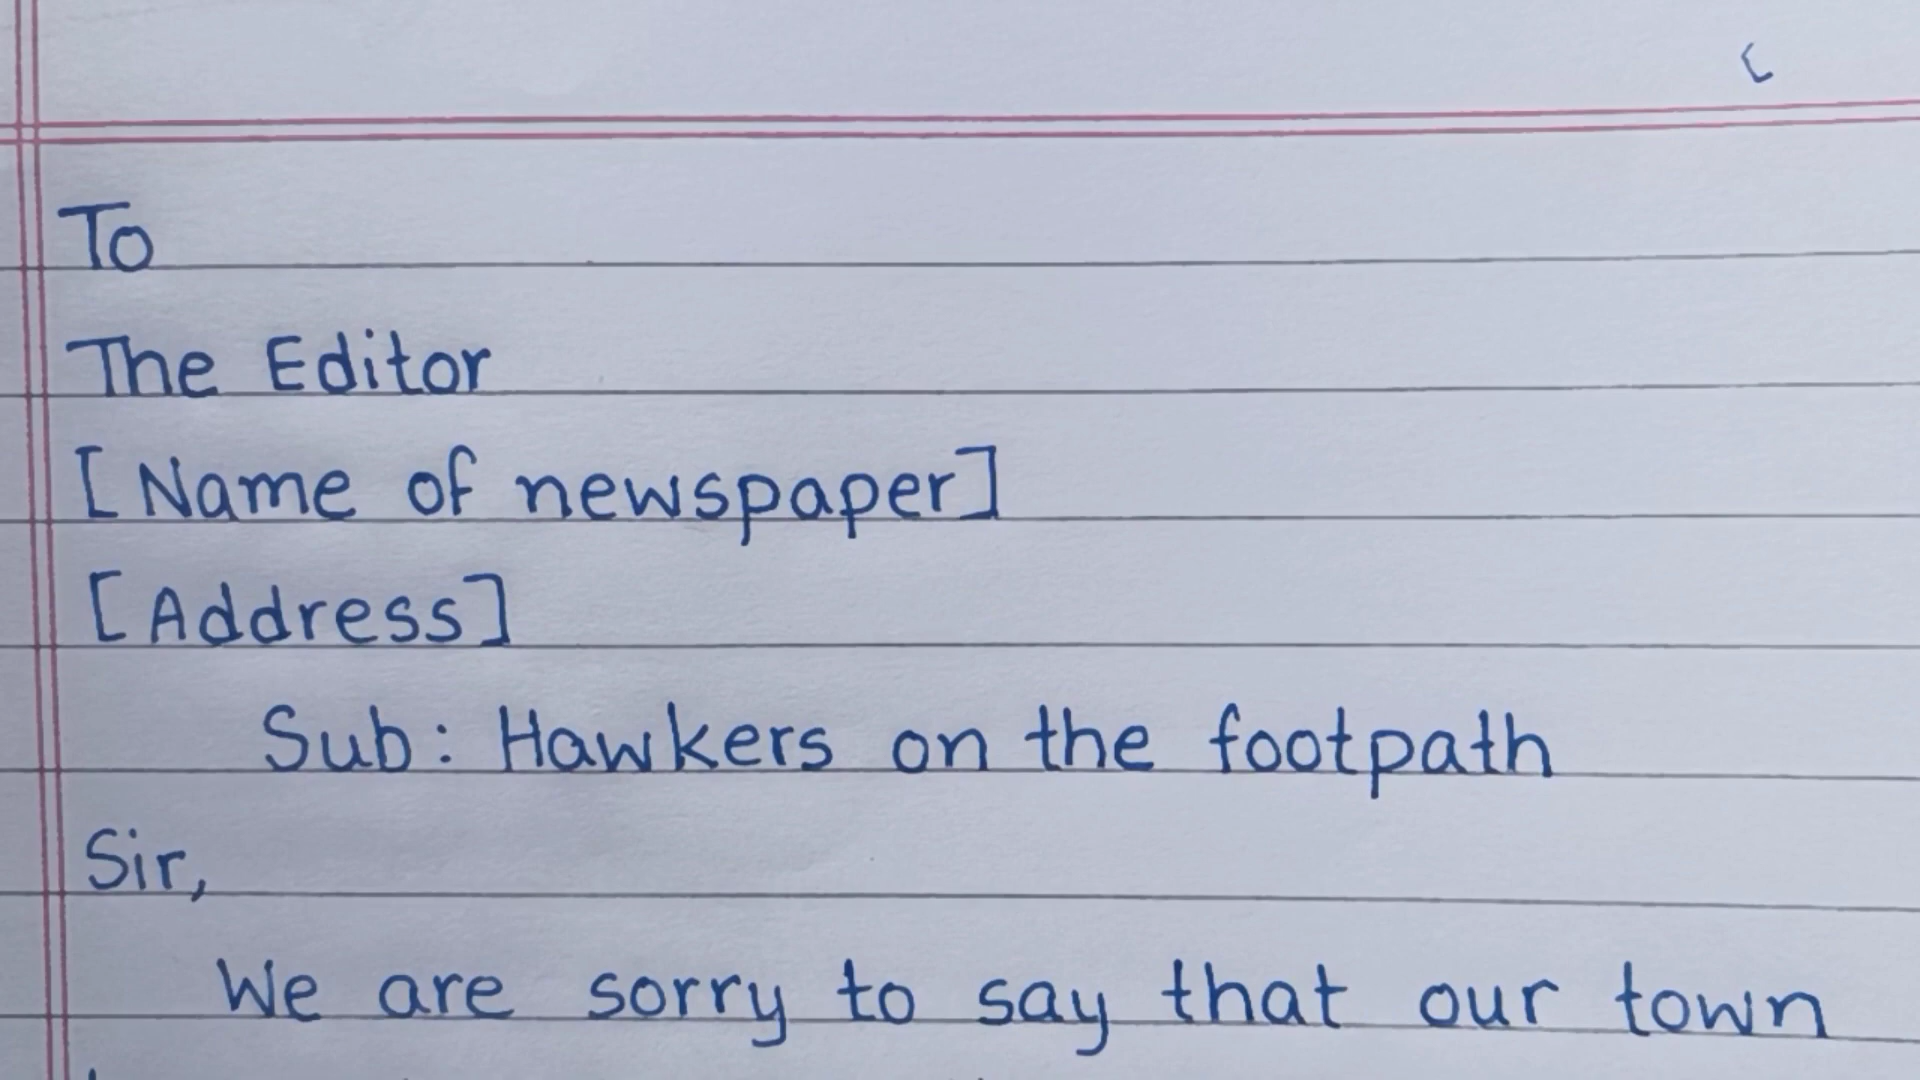 To
The Editor
[Name of newspaper]
[Address]
Sub: Hawkers on the footpath
Sir,
We are sorry to say that our town